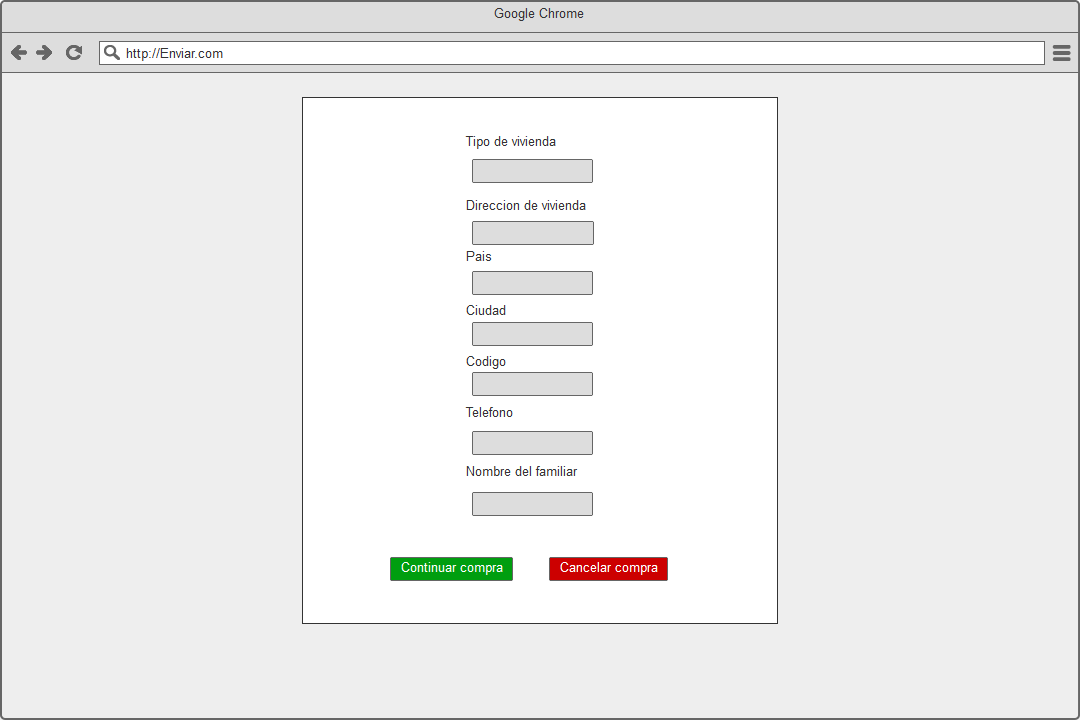 Google Chrome
http://Enviar.com
Tipo de vivienda
Direccion de vivienda
Pais
Ciudad
Codigo
Telefono
Nombre del familiar
Continuar compra
Cancelar compra